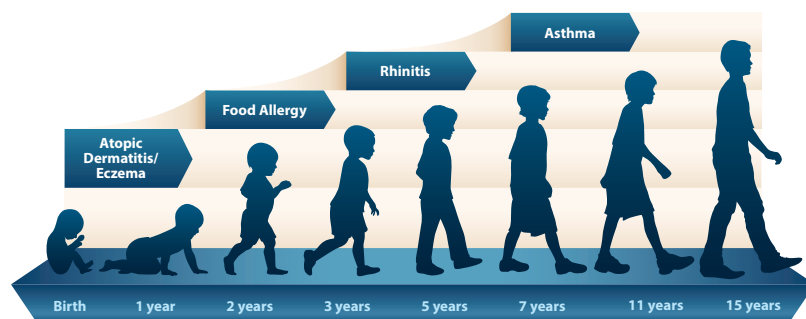 Asthma
Rhinitis
Food Allergy
Atopic
Dermatitis/
Eczema
Birth 1 year 2 years 3 years 5 years 7 years 11 years 15 years